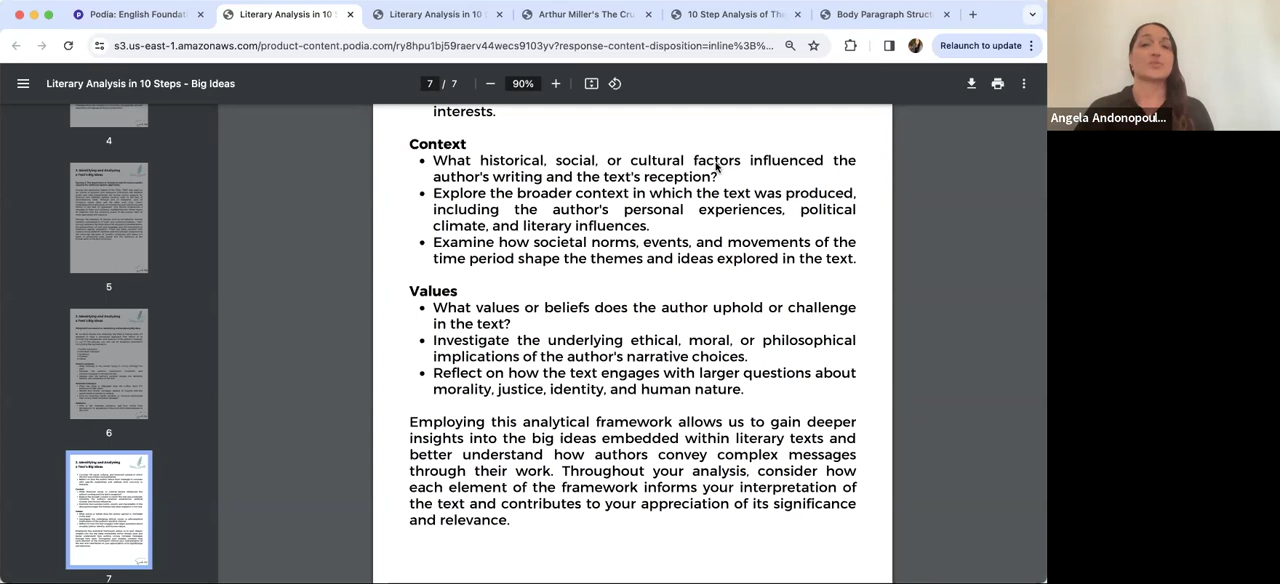 Podia: English Foundat
Literary Analysis in 10 S
Literary Analysis in 10 S
Arthur Miller's The Cru
10 Step Analysis of The
Body Paragraph Struct
s3.us-east-1.amazonaws.com/product-content.podia.com/ry8hpu1bj59raerv44wecs9103yv?response-content-disposition=inline%3B%...
Relaunch to update
Literary Analysis in 10 Steps - Big Ideas
7 / 7
90%
Angela Andonopoul...
interests.
Context
• What historical, social, or cultural factors influenced the
author's writing and the text's reception?
• Explore the broader context in which the text was produced,
including the author's personal experiences, political
climate, and literary influences.
• Examine how societal norms, events, and movements of the
time period shape the themes and ideas explored in the text.
Values
• What values or beliefs does the author uphold or challenge
in the text?
• Investigate the underlying ethical, moral, or philosophical
implications of the author's narrative choices.
• Reflect on how the text engages with larger questions about
morality, justice, identity, and human nature.
Employing this analytical framework allows us to gain deeper
insights into the big ideas embedded within literary texts and
better understand how authors convey complex messages
through their work. Throughout your analysis, consider how
each element of the framework informs your interpretation of
the text and contributes to your appreciation of its significance
and relevance.
4
5
6
7